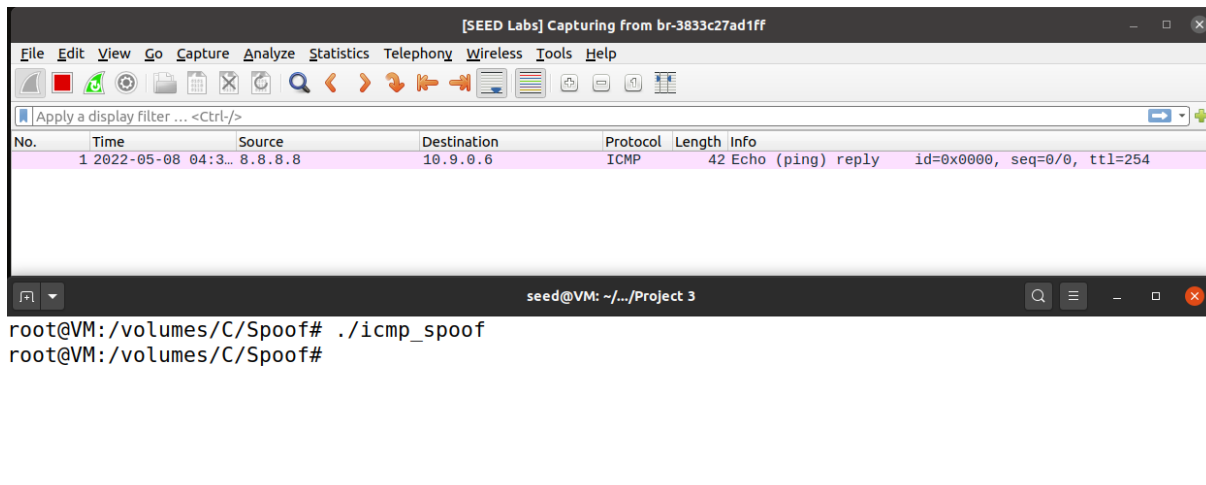 [SEED Labs] Capturing from br-3833c27ad1ff
File Edit View Go Capture Analyze Statistics Telephony Wireless Tools Help
Apply a display filter … <Ctrl-/>
No. Time Source Destination Protocol Length Info
1 2022-05-08 04:3… 8.8.8.8 10.9.0.6 ICMP 42 Echo (ping) reply id=0x0000, seq=0/0, ttl=254
seed@VM: ~/.../Project 3
root@VM:/volumes/C/Spoof# ./icmp_spoof
root@VM:/volumes/C/Spoof#